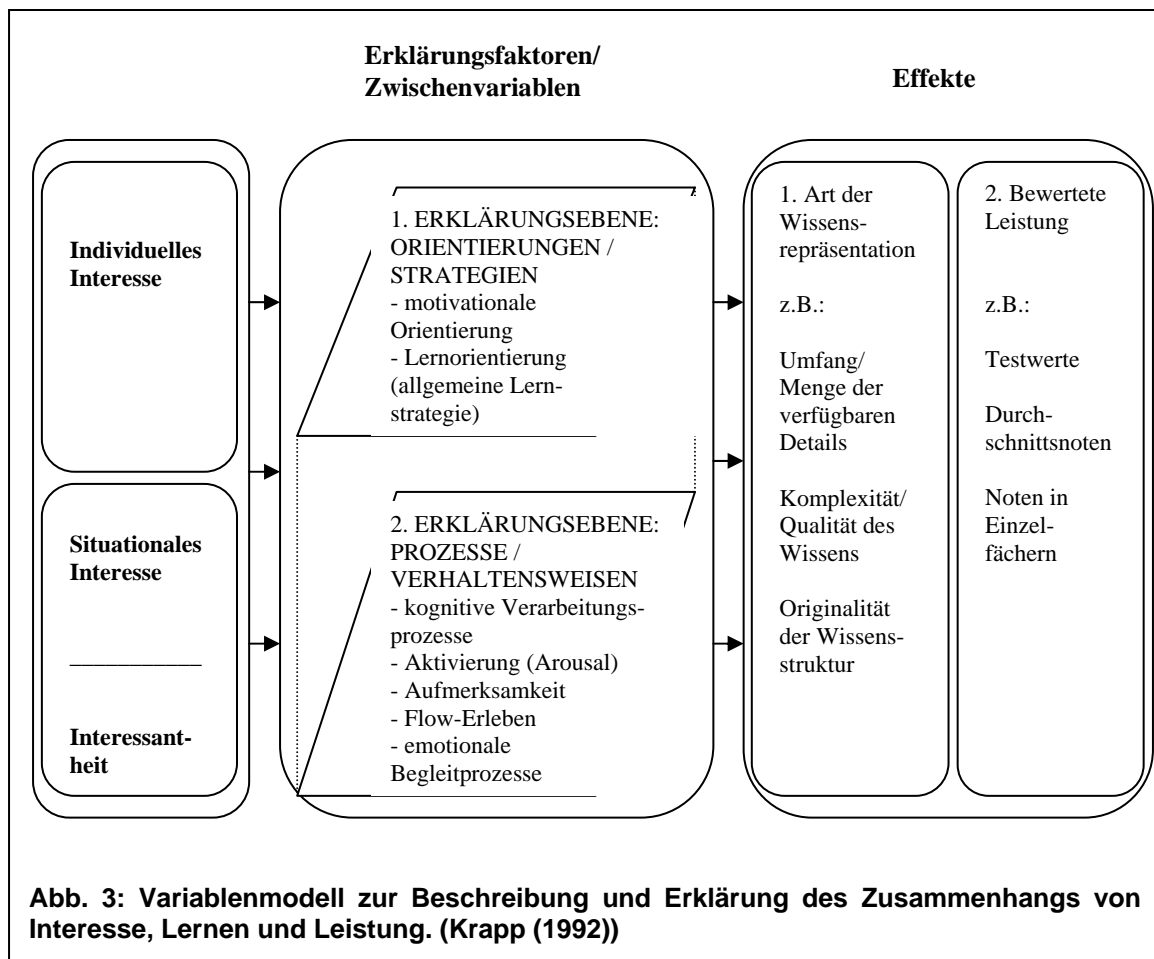 Erklärungsfaktoren/
Zwischenvariablen
Effekte
Individuelles
Interesse
Situationales
Interesse
___________
Interessant-
heit
1. ERKLÄRUNGSEBENE:
ORIENTIERUNGEN /
STRATEGIEN
- motivationale
Orientierung
- Lernorientierung
(allgemeine Lern-
strategie)
2. ERKLÄRUNGSEBENE:
PROZESSE /
VERHALTENSWEISEN
- kognitive Verarbeitungs-
prozesse
- Aktivierung (Arousal)
- Aufmerksamkeit
- Flow-Erleben
- emotionale
Begleitprozesse
1. Art der
Wissens-
repräsentation
z.B.:
Umfang/
Menge der
verfügbaren
Details
Komplexität/
Qualität des
Wissens
Originalität
der Wissens-
struktur
2. Bewertete
Leistung
z.B.:
Testwerte
Durch-
schnittsnoten
Noten in
Einzel-
fächern
Abb. 3: Variablenmodell zur Beschreibung und Erklärung des Zusammenhangs von
Interesse, Lernen und Leistung. (Krapp (1992))